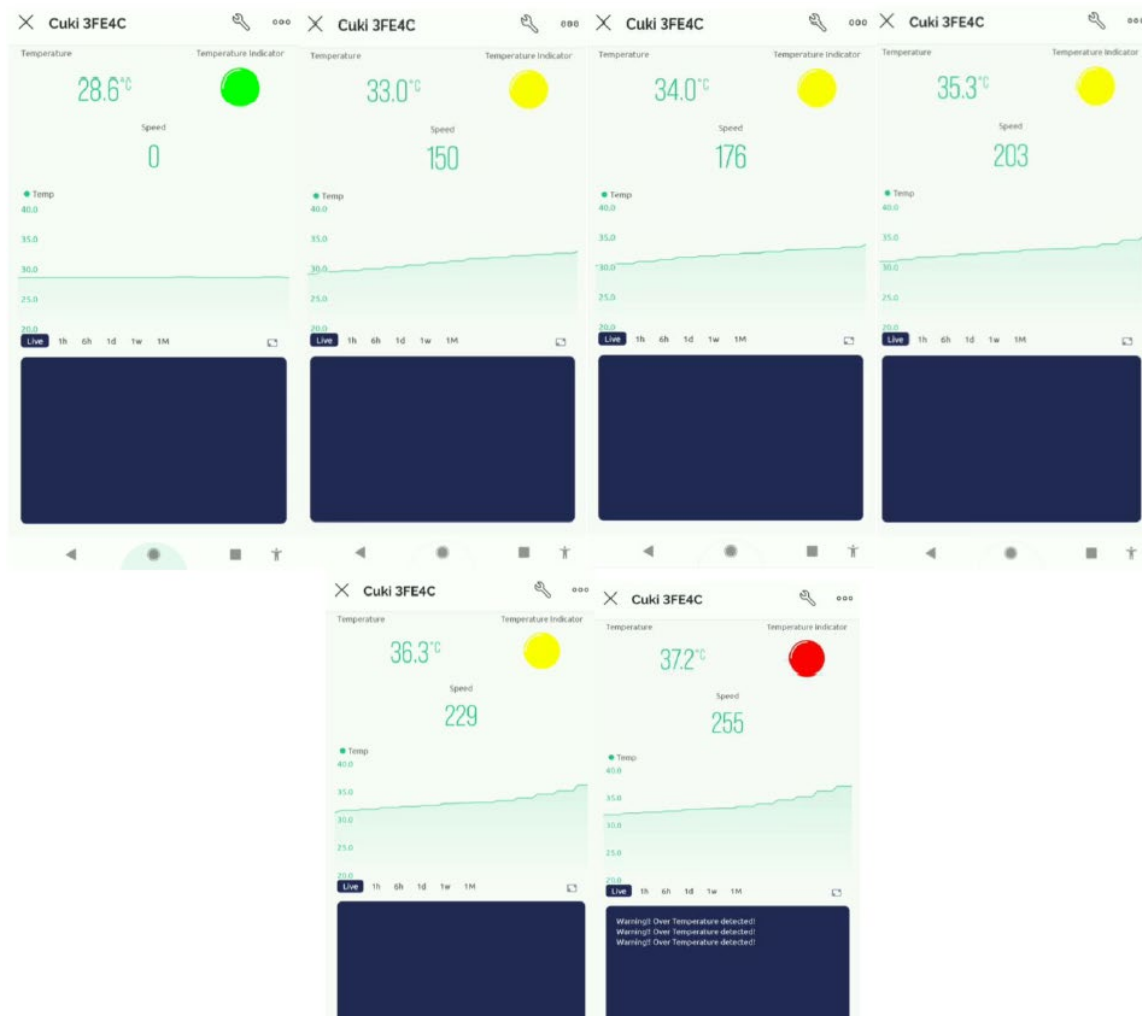 Cuki 3FE4C
Temperature
Temperature Indicator
28.6°C
Speed
0
Temp
40.0
35.0
30.0
25.0
20.0
Live 1h 6h 1d 1w 1M
Cuki 3FE4C
Temperature
Temperature Indicator
33.0°C
Speed
150
Temp
40.0
35.0
30.0
25.0
20.0
Live 1h 6h 1d 1w 1M
Cuki 3FE4C
Temperature
Temperature Indicator
34.0°C
Speed
176
Temp
40.0
35.0
30.0
25.0
20.0
Live 1h 6h 1d 1w 1M
Cuki 3FE4C
Temperature
Temperature Indicator
35.3°C
Speed
203
Temp
40.0
35.0
30.0
25.0
20.0
Live 1h 6h 1d 1w 1M
Cuki 3FE4C
Temperature
Temperature Indicator
36.3°C
Speed
229
Temp
40.0
35.0
30.0
25.0
20.0
Live 1h 6h 1d 1w 1M
Cuki 3FE4C
Temperature
Temperature Indicator
37.2°C
Speed
255
Temp
40.0
35.0
30.0
25.0
20.0
Live 1h 6h 1d 1w 1M
Warning!! Over Temperature detected!
Warning!! Over Temperature detected!
Warning!! Over Temperature detected!